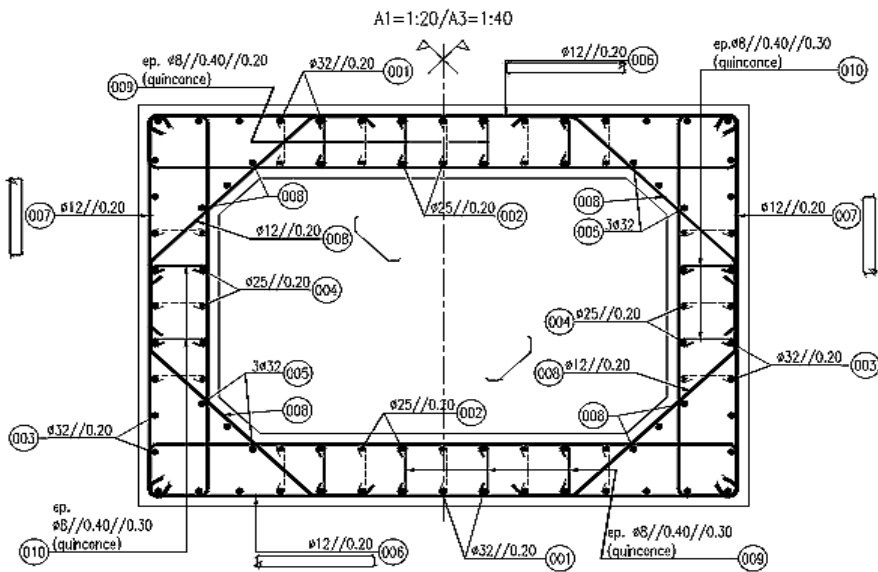 A1=1:20/A3=1:40
ep. ø8//0.40//0.20
(quinconce)
009
ø32//0.20 001
ø12//0.20 006
ep.ø8//0.40//0.30
(quinconce)
010
007 ø12//0.20
008
ø12//0.20 008
ø25//0.20 002
008
005 3ø32
ø12//0.20 007
ø25//0.20 004
004 ø25//0.20
3ø32 005
008 ø12//0.20
ø32//0.20 003
008
ø25//0.20 002
008
003 ø32//0.20
ep.
ø8//0.40//0.30
010 (quinconce)
ø12//0.20 006
ø32//0.20 001
ep. ø8//0.40//0.30
(quinconce)
009